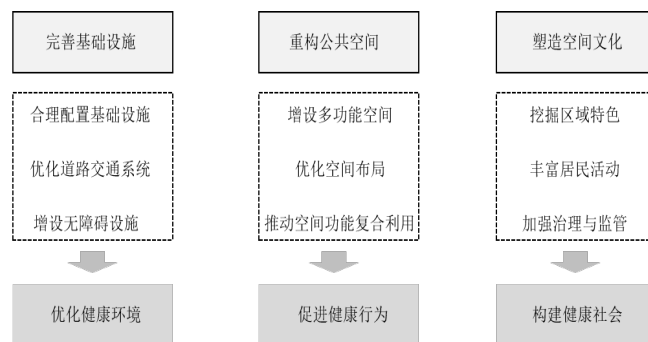 完善基础设施
重构公共空间
塑造空间文化
合理配置基础设施
优化道路交通系统
增设无障碍设施
增设多功能空间
优化空间布局
推动空间功能复合利用
挖掘区域特色
丰富居民活动
加强治理与监管
优化健康环境
促进健康行为
构建健康社会